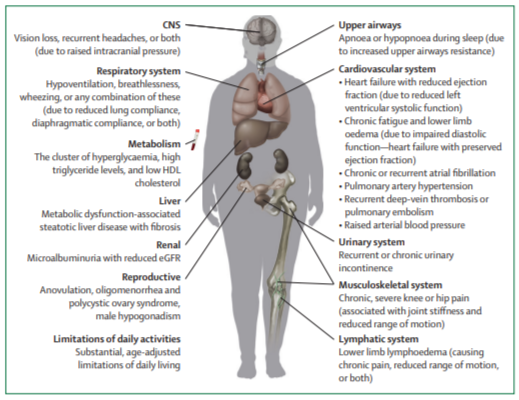 CNS
Vision loss, recurrent headaches, or both
(due to raised intracranial pressure)
Respiratory system
Hypoventilation, breathlessness,
wheezing, or any combination of these
(due to reduced lung compliance,
diaphragmatic compliance, or both)
Metabolism
The cluster of hyperglycaemia, high
triglyceride levels, and low HDL
cholesterol
Liver
Metabolic dysfunction-associated
steatotic liver disease with fibrosis
Renal
Microalbuminuria with reduced eGFR
Reproductive
Anovulation, oligomenorrhea and
polycystic ovary syndrome,
male hypogonadism
Limitations of daily activities
Substantial, age-adjusted
limitations of daily living
Upper airways
Apnoea or hypopnoea during sleep (due
to increased upper airways resistance)
Cardiovascular system
• Heart failure with reduced ejection
fraction (due to reduced left
ventricular systolic function)
• Chronic fatigue and lower limb
oedema (due to impaired diastolic
function—heart failure with preserved
ejection fraction)
• Chronic or recurrent atrial fibrillation
• Pulmonary artery hypertension
• Recurrent deep-vein thrombosis or
pulmonary embolism
• Raised arterial blood pressure
Urinary system
Recurrent or chronic urinary
incontinence
Musculoskeletal system
Chronic, severe knee or hip pain
(associated with joint stiffness and
reduced range of motion)
Lymphatic system
Lower limb lymphoedema (causing
chronic pain, reduced range of motion,
or both)